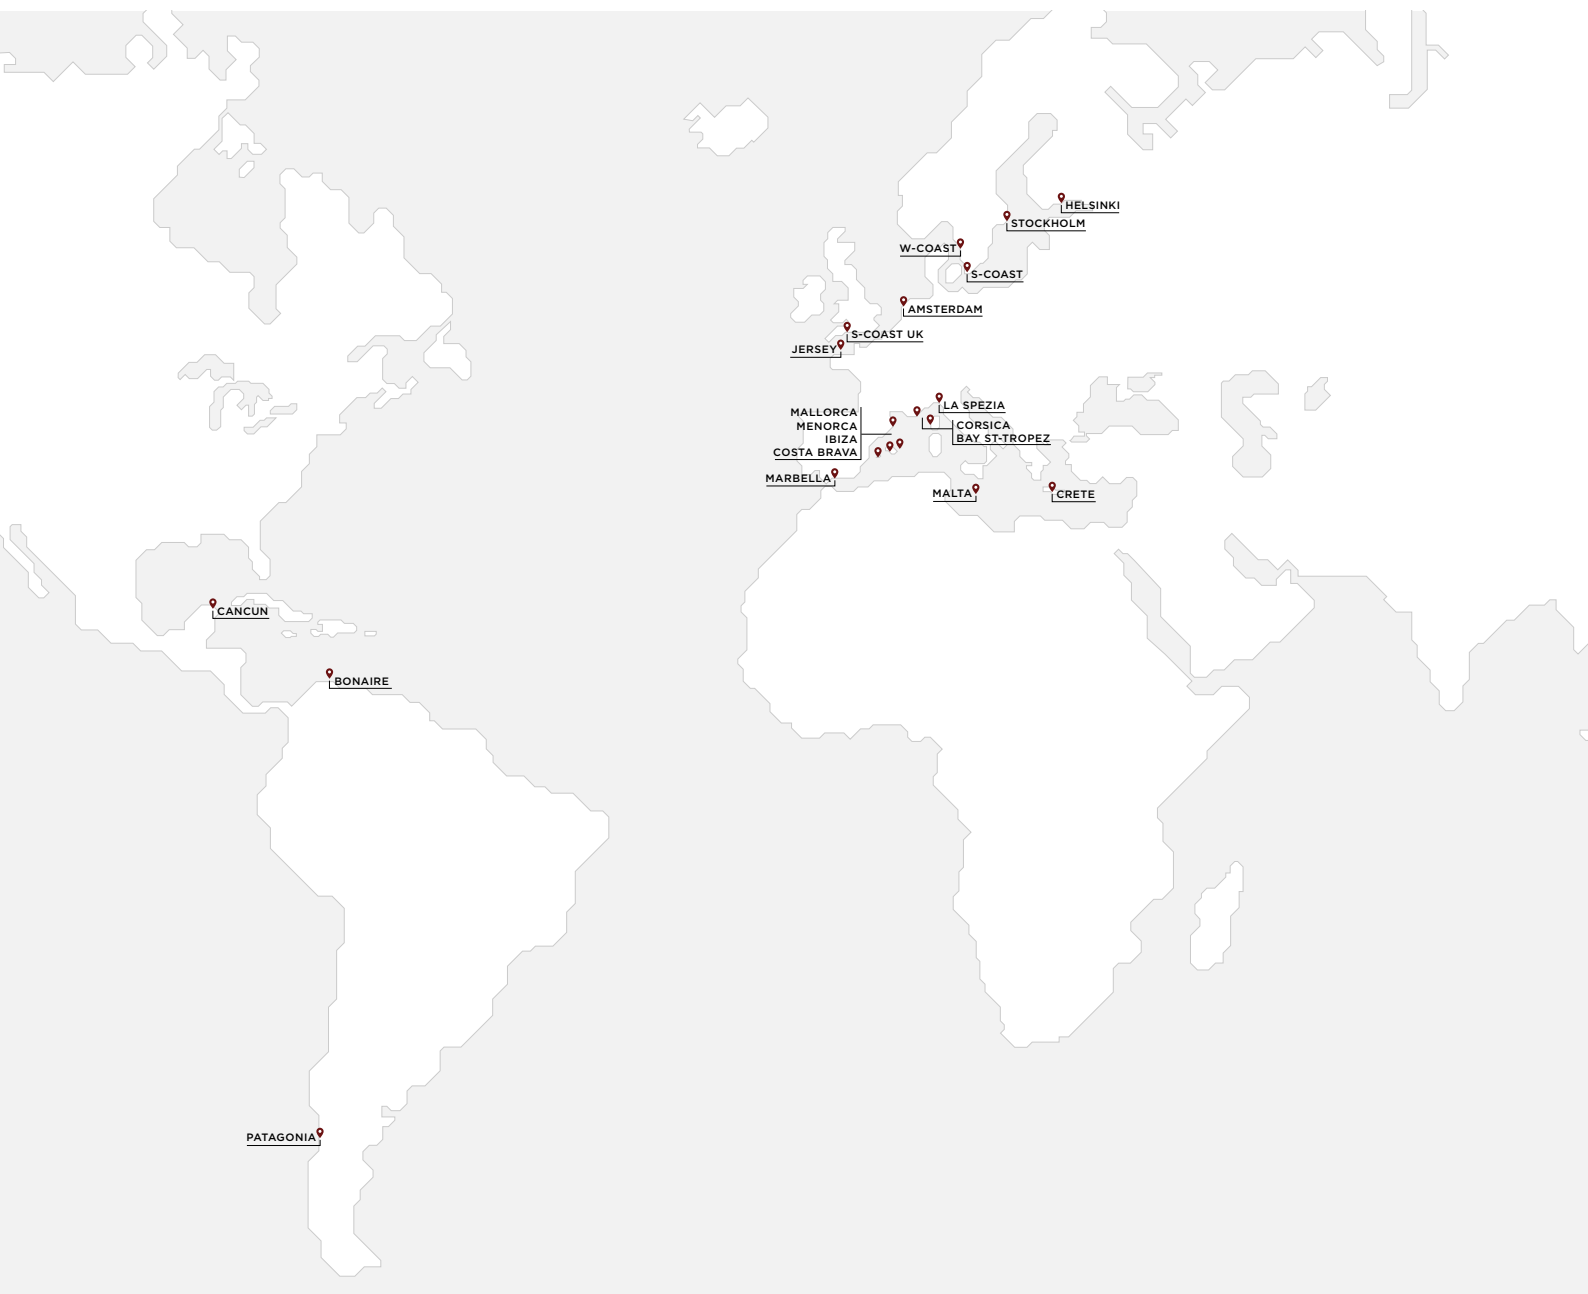 HELSINKI
STOCKHOLM
W-COAST
S-COAST
AMSTERDAM
S-COAST UK
JERSEY
LA SPEZIA
MALLORCA
MENORCA
IBIZA
COSTA BRAVA
CORSICA
BAY ST-TROPEZ
MARBELLA
MALTA
CRETE
CANCUN
BONAIRE
PATAGONIA